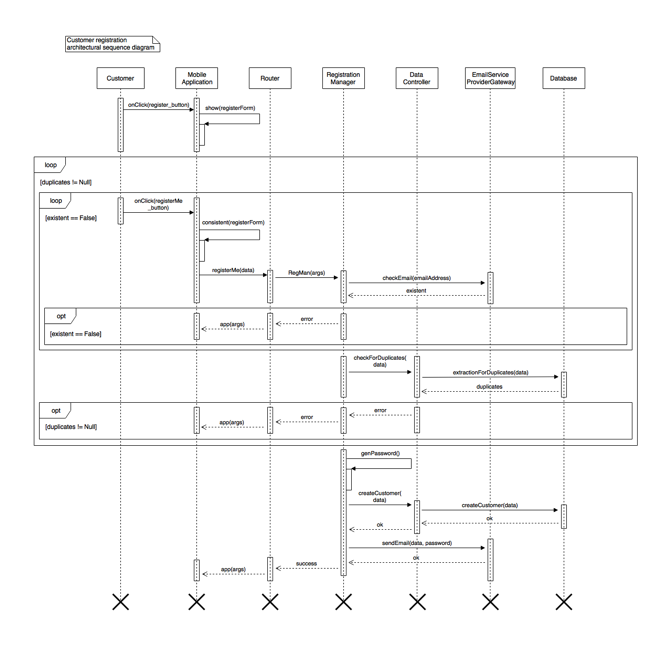 Customer registration
architectural sequence diagram
Customer
Mobile
Application
Router
Registration
Manager
Data
Controller
EmailService
ProviderGateway
Database
onClick(register_button)
show(registerForm)
loop
[duplicates != Null]
loop
[existent == False]
onClick(registerMe
_button)
consistent(registerForm)
registerMe(data)
RegMan(args)
checkEmail(emailAddress)
existent
opt
[existent == False]
error
app(args)
checkForDuplicates(
data)
extractionForDuplicates(data)
duplicates
opt
[duplicates != Null]
error
error
app(args)
genPassword()
createCustomer(
data)
createCustomer(data)
ok
ok
sendEmail(data, password)
ok
success
app(args)